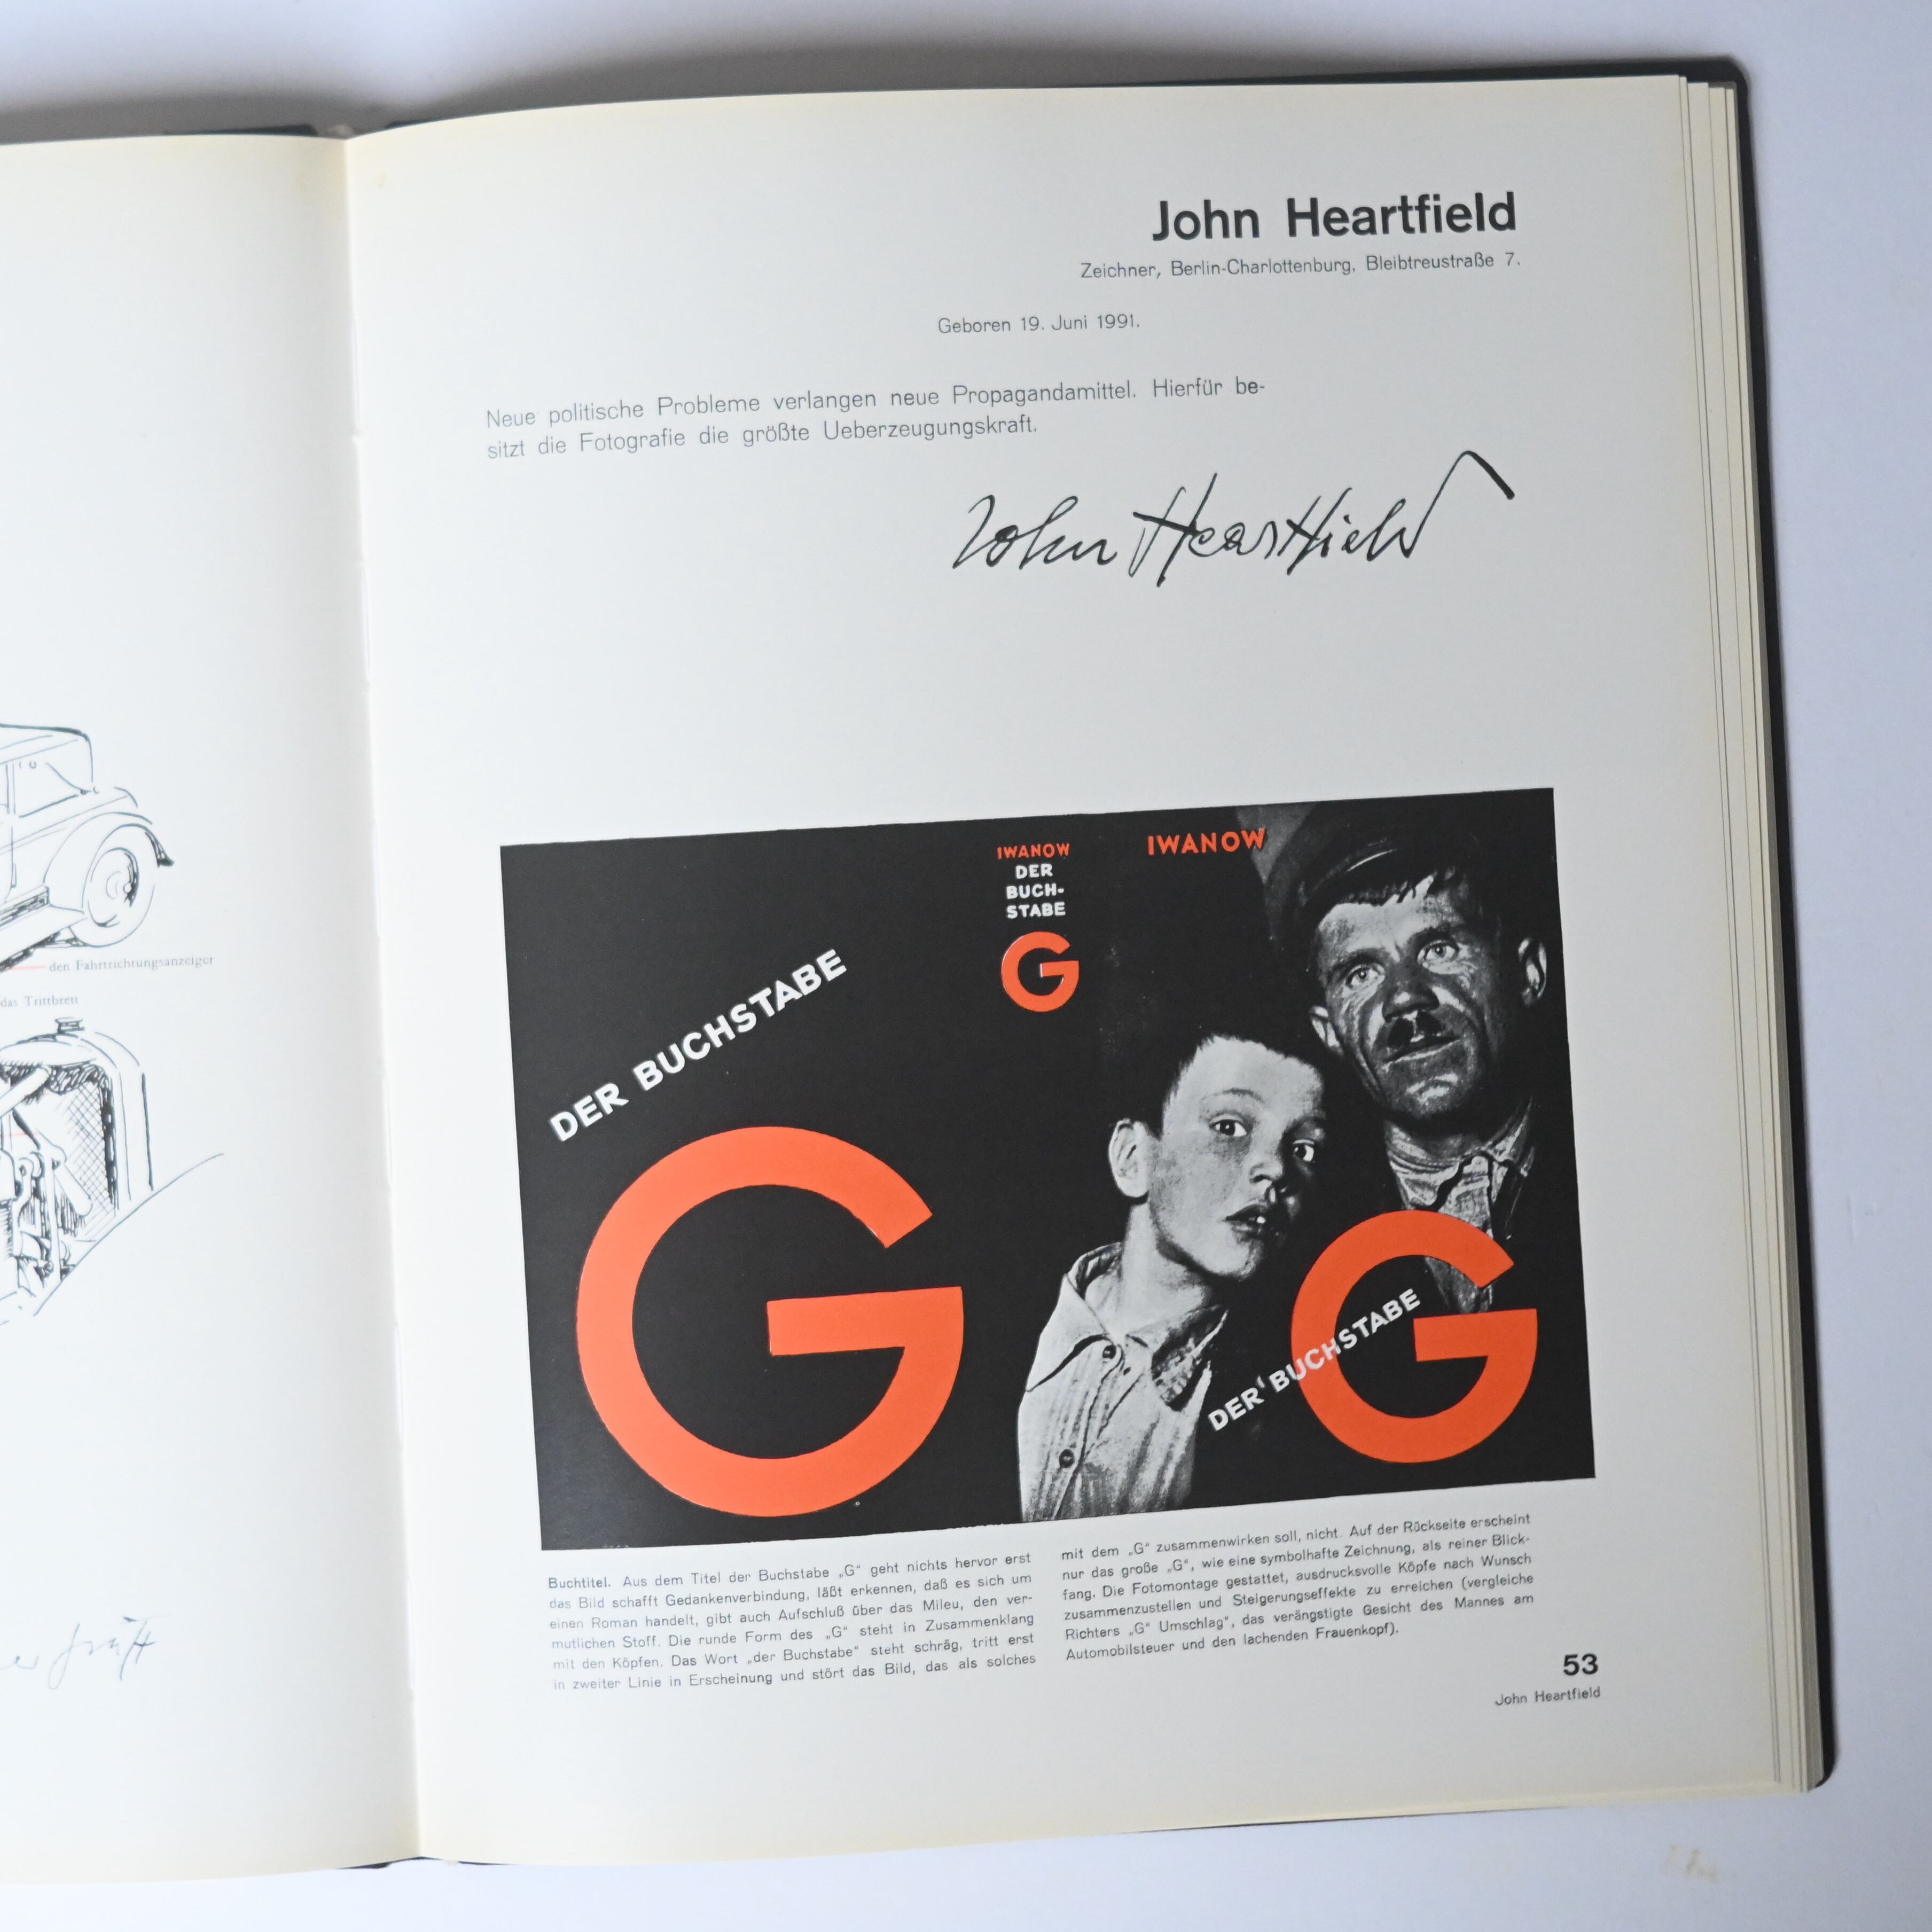 den Fahrtrichtungsanzeiger
das Trittbrett
John Heartfield
Zeichner, Berlin-Charlottenburg, Bleibtreustraße 7.
Geboren 19. Juni 1991.
Neue politische Probleme verlangen neue Propagandamittel. Hierfür be-
sitzt die Fotografie die größte Ueberzeugungskraft.
John Heartfield
DER BUCHSTABE
G
IWANOW
DER
BUCH-
STABE
G
IWANOW
DER BUCHSTABE
G
Buchtitel. Aus dem Titel der Buchstabe „G“ geht nichts hervor erst
das Bild schafft Gedankenverbindung, läßt erkennen, daß es sich um
einen Roman handelt, gibt auch Aufschluß über das Mileu, den ver-
mutlichen Stoff. Die runde Form des „G“ steht in Zusammenklang
mit den Köpfen. Das Wort „der Buchstabe“ steht schräg, tritt erst
in zweiter Linie in Erscheinung und stört das Bild, das als solches
mit dem „G“ zusammenwirken soll, nicht. Auf der Rückseite erscheint
nur das große „G“, wie eine symbolhafte Zeichnung, als reiner Blick-
fang. Die Fotomontage gestattet, ausdrucksvolle Köpfe nach Wunsch
zusammenzustellen und Steigerungseffekte zu erreichen (vergleiche
Richters „G“ Umschlag“, das verängstigte Gesicht des Mannes am
Automobilsteuer und den lachenden Frauenkopf).
53
John Heartfield